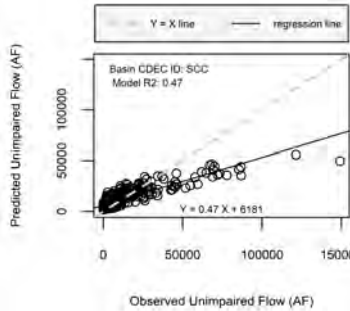 Y = X line
regression line
Basin CDEC ID: SCC
Model R2: 0.47
Predicted Unimpaired Flow (AF)
0
50000
100000
Y = 0.47 X + 6181
0
50000
100000
15000
Observed Unimpaired Flow (AF)